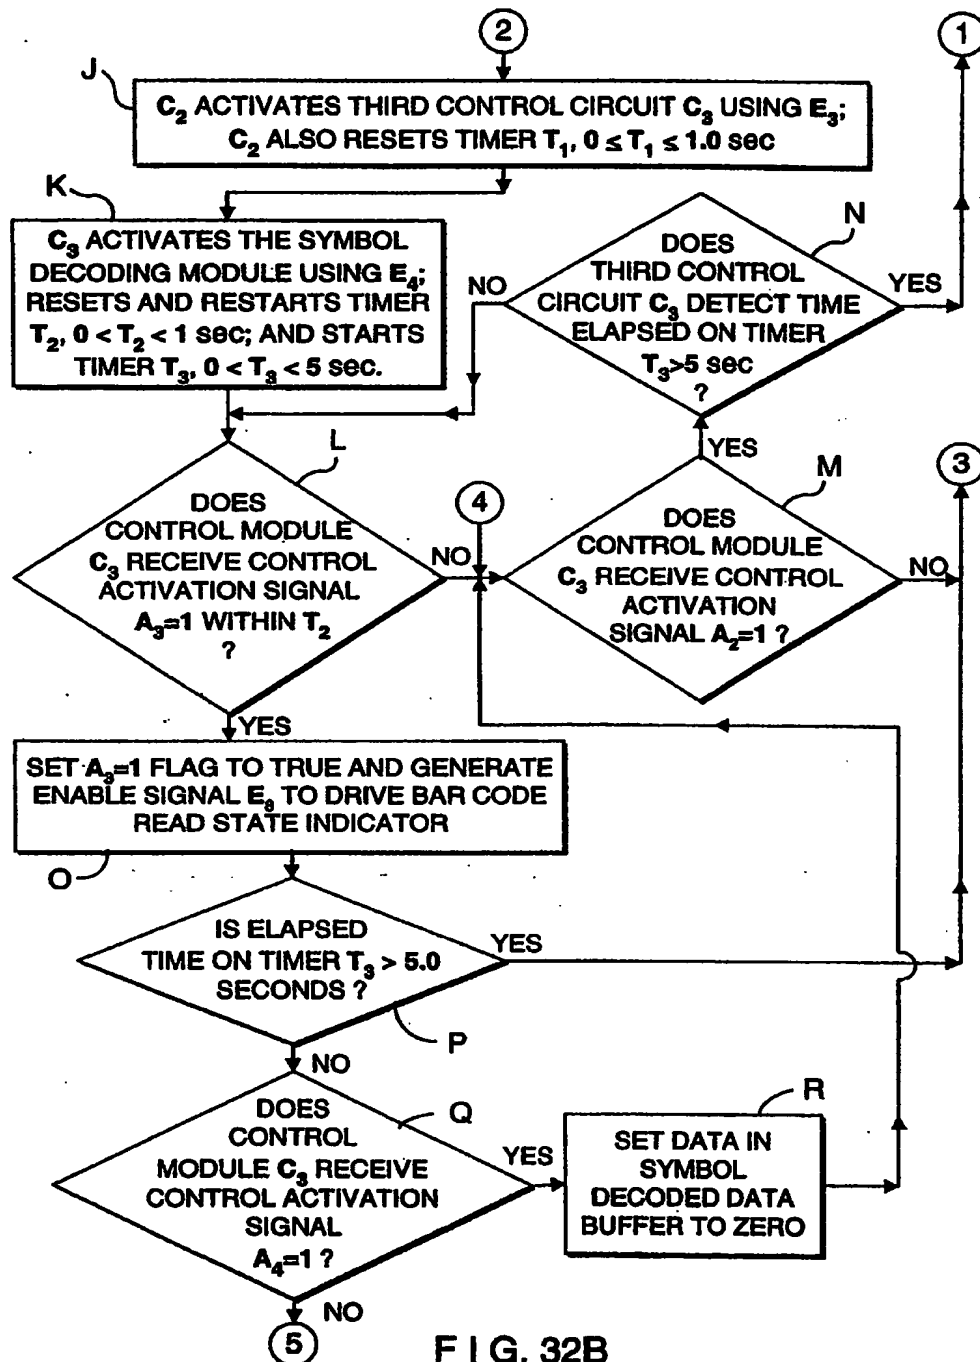 2
1
J
C₂ ACTIVATES THIRD CONTROL CIRCUIT C₃ USING E₃;
C₂ ALSO RESETS TIMER T₁, 0 ≤ T₁ ≤ 1.0 sec
K
C₃ ACTIVATES THE SYMBOL
DECODING MODULE USING E₄;
RESETS AND RESTARTS TIMER
T₂, 0 < T₂ < 1 sec; AND STARTS
TIMER T₃, 0 < T₃ < 5 sec.
N
DOES
THIRD CONTROL
CIRCUIT C₃ DETECT TIME
ELAPSED ON TIMER
T₃>5 sec
?
NO
YES
L
DOES
CONTROL MODULE
C₃ RECEIVE CONTROL
ACTIVATION SIGNAL
A₃=1 WITHIN T₂
?
NO
YES
4
YES
M
DOES
CONTROL MODULE
C₃ RECEIVE CONTROL
ACTIVATION
SIGNAL A₂=1 ?
NO
3
SET A₃=1 FLAG TO TRUE AND GENERATE
ENABLE SIGNAL E₈ TO DRIVE BAR CODE
READ STATE INDICATOR
O
IS ELAPSED
TIME ON TIMER T₃ > 5.0
SECONDS ?
YES
P
NO
Q
DOES
CONTROL
MODULE C₃ RECEIVE
CONTROL ACTIVATION
SIGNAL
A₄=1 ?
YES
R
SET DATA IN
SYMBOL
DECODED DATA
BUFFER TO ZERO
NO
5
F I G. 32B